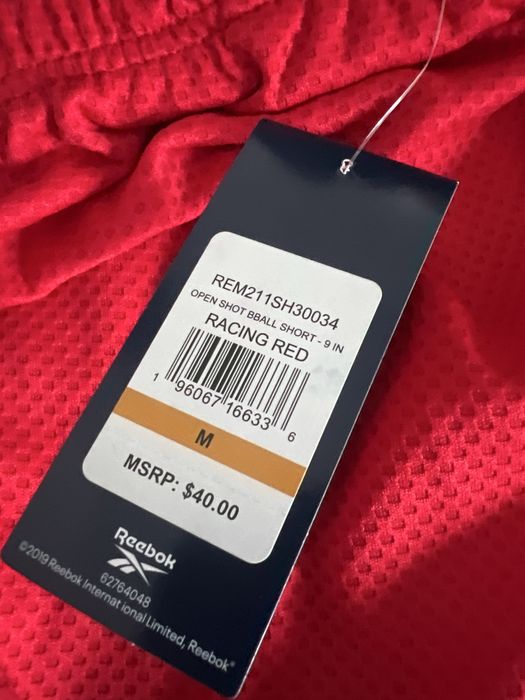 REM211SH30034
OPEN SHOT BBALL SHORT - 9 IN
RACING RED
1 96067 16633 6
M
MSRP: $40.00
Reebok
62764048
©2019 Reebok International Limited, Reebok®